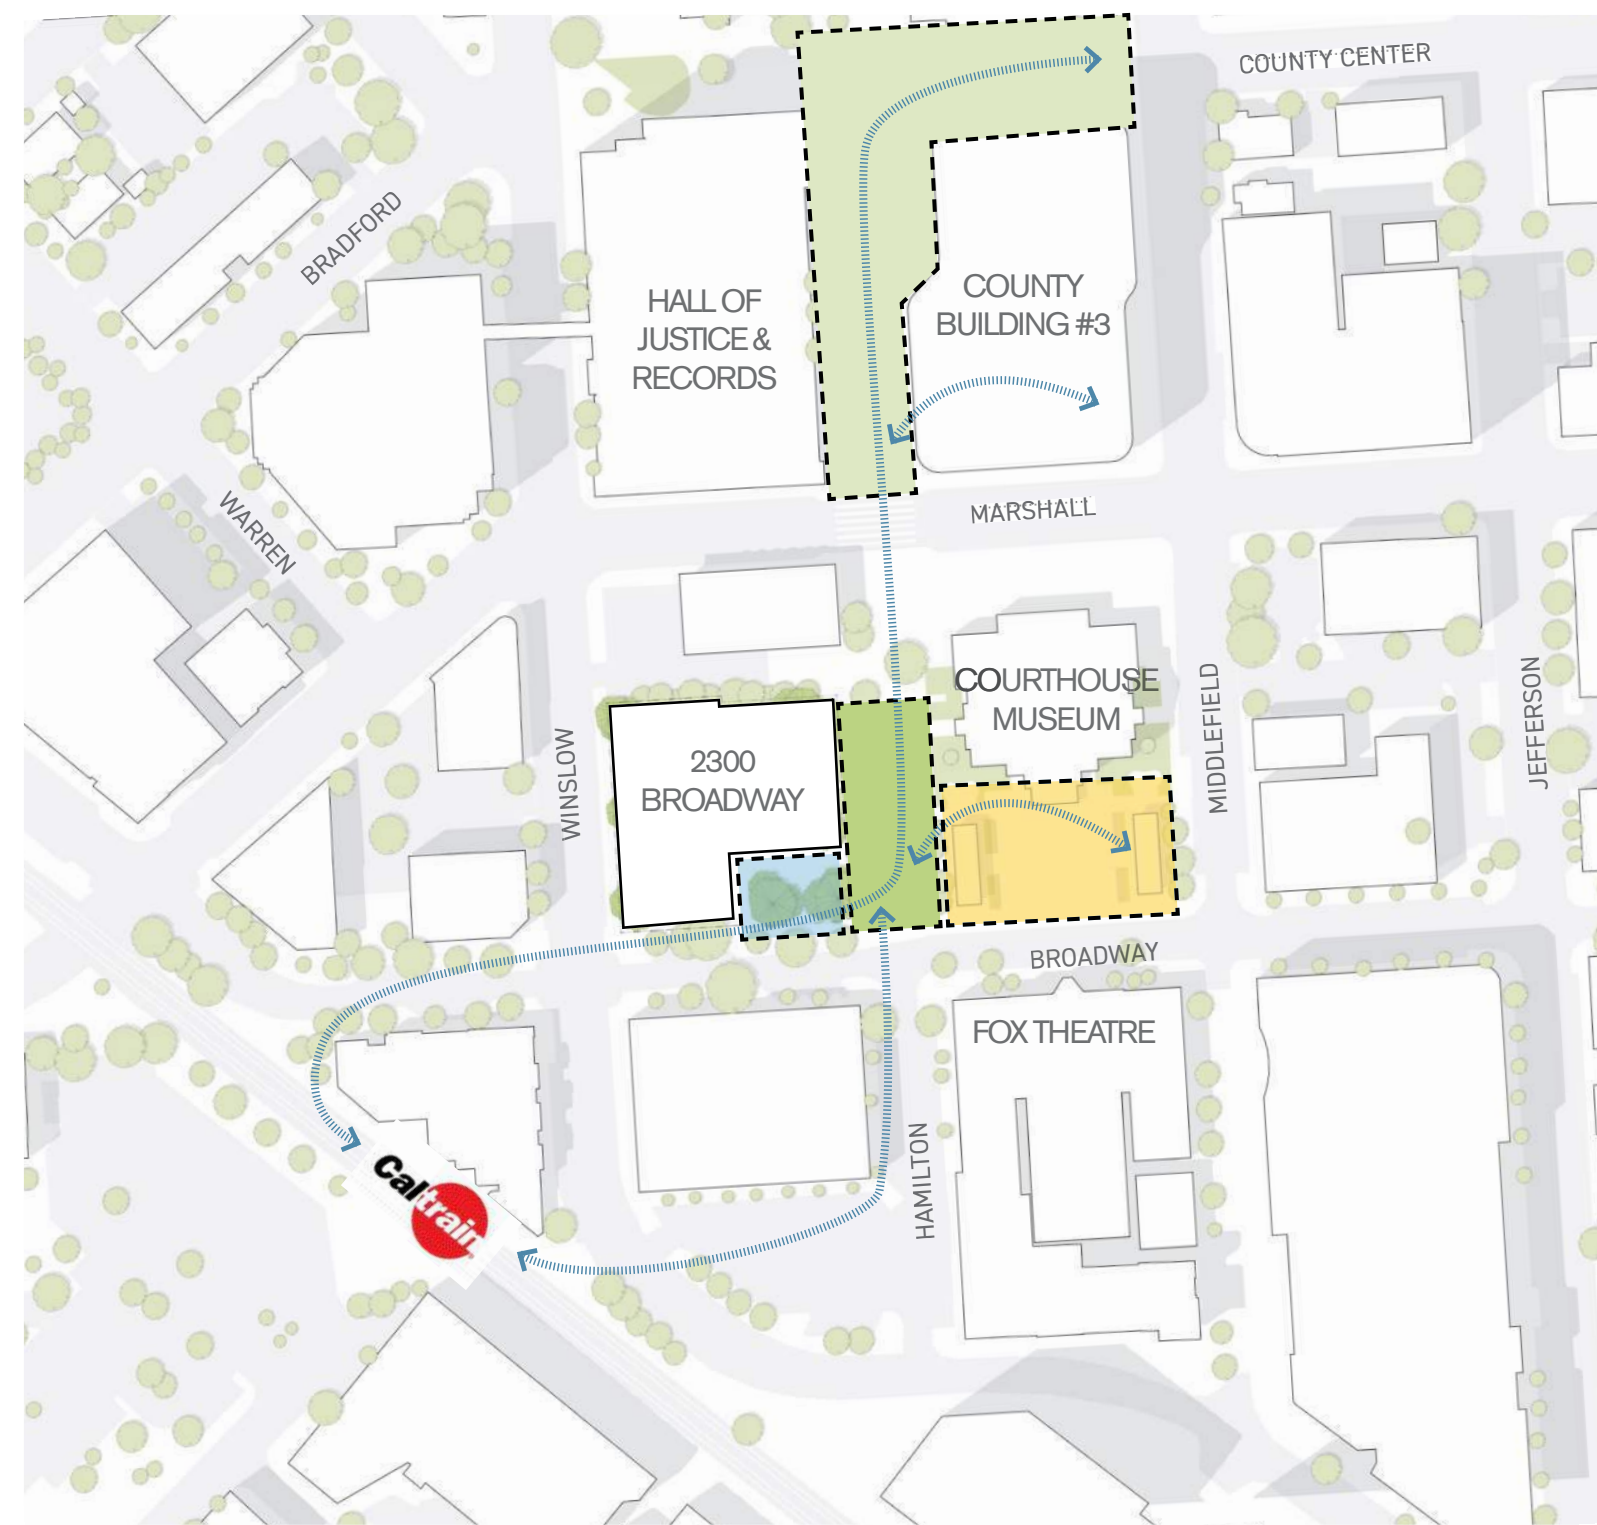 COUNTY CENTER
BRADFORD
HALL OF
JUSTICE &
RECORDS
COUNTY
BUILDING #3
WARREN
MARSHALL
COURTHOUSE
MUSEUM
MIDDLEFIELD
JEFFERSON
WINSLOW
2300
BROADWAY
BROADWAY
FOX THEATRE
HAMILTON
Caltrain